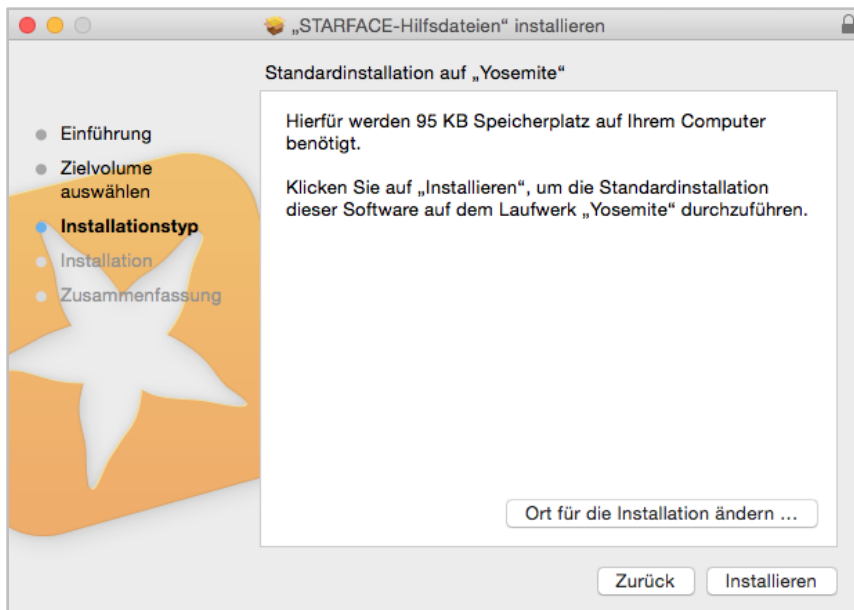 „STARFACE-Hilfsdateien“ installieren
Standardinstallation auf „Yosemite“
Einführung
Zielvolume
auswählen
Installationstyp
Installation
Zusammenfassung
Hierfür werden 95 KB Speicherplatz auf Ihrem Computer
benötigt.
Klicken Sie auf „Installieren“, um die Standardinstallation
dieser Software auf dem Laufwerk „Yosemite“ durchzuführen.
Ort für die Installation ändern ...
Zurück
Installieren